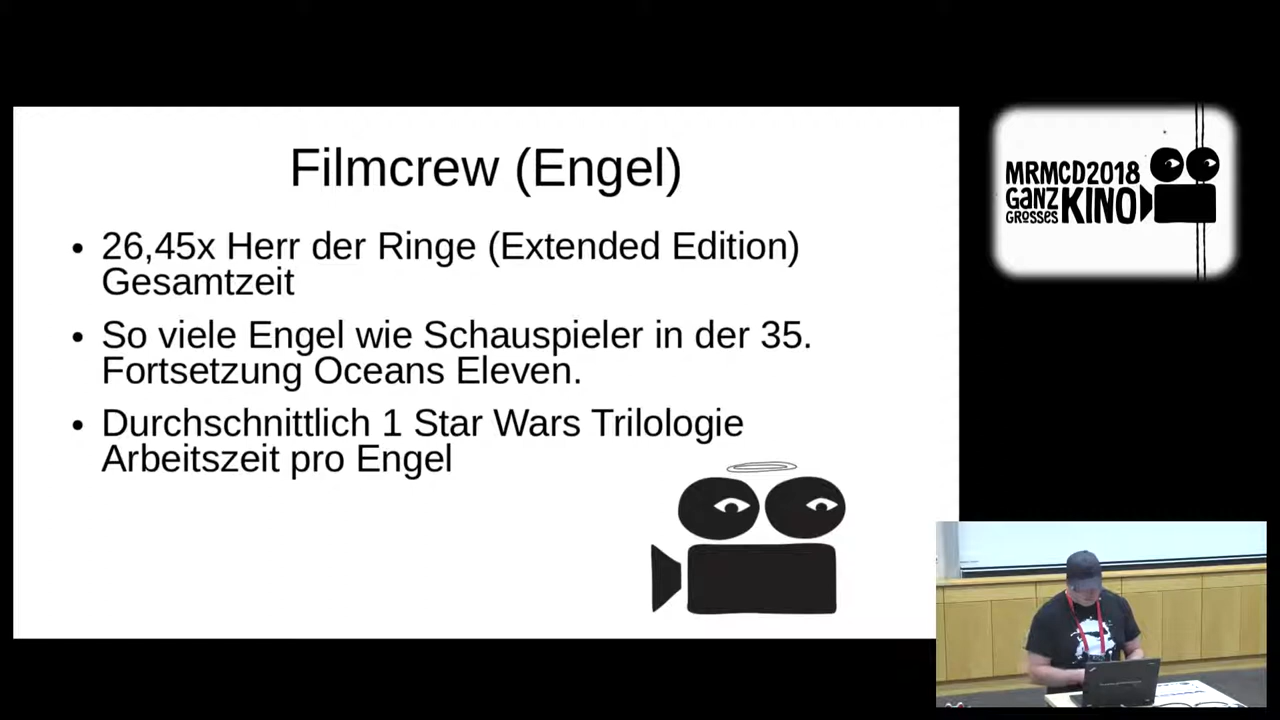 Filmcrew (Engel)
• 26,45x Herr der Ringe (Extended Edition)
Gesamtzeit
• So viele Engel wie Schauspieler in der 35.
Fortsetzung Oceans Eleven.
• Durchschnittlich 1 Star Wars Trilologie
Arbeitszeit pro Engel
MRMCD2018
GANZ
GROSSES
KINO